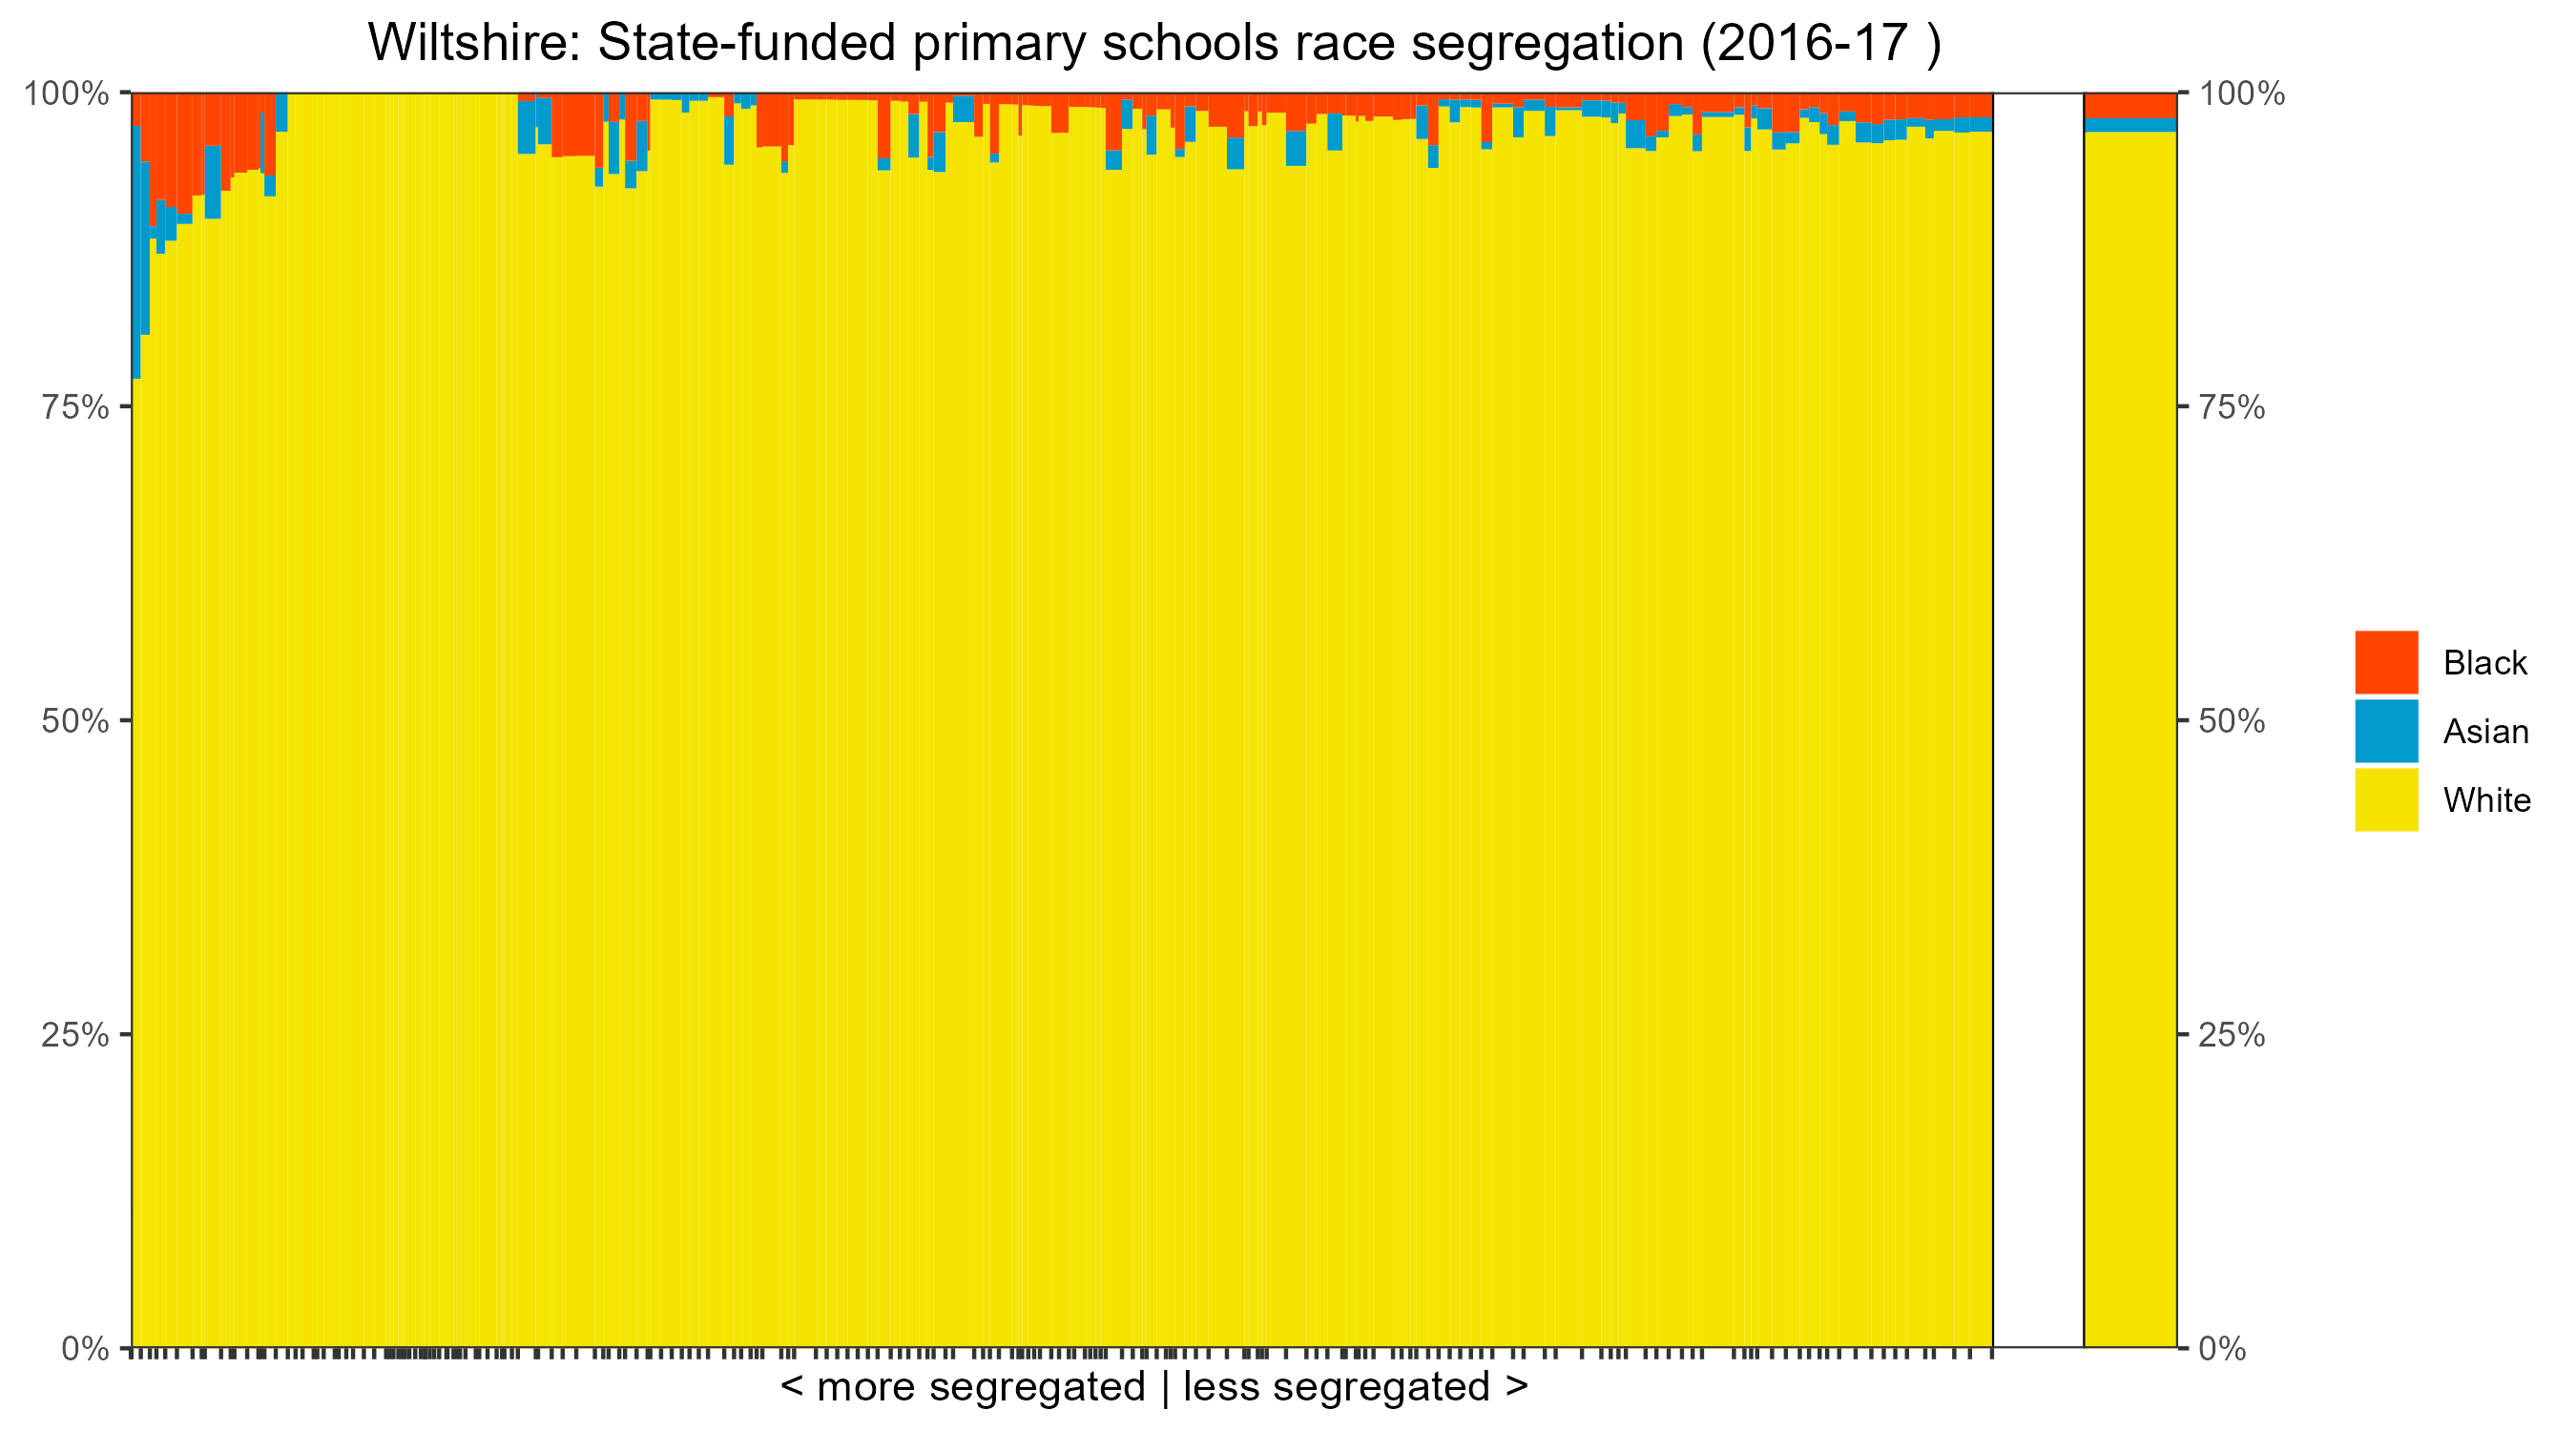 Wiltshire: State-funded primary schools race segregation (2016-17 )
100%
75%
50%
25%
0%
100%
75%
50%
25%
0%
Black
Asian
White
< more segregated | less segregated >